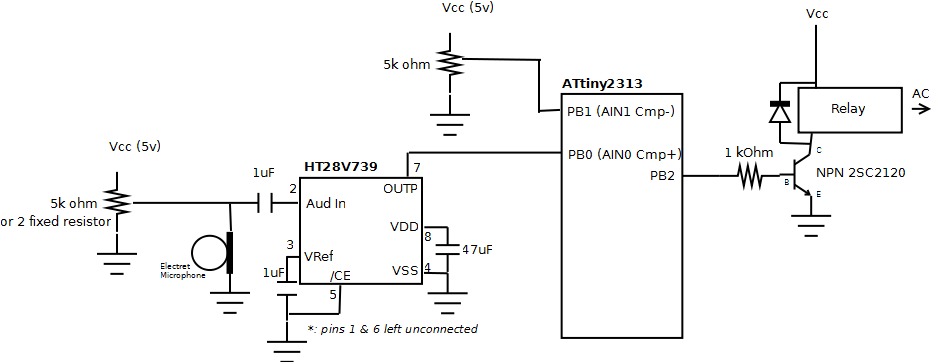 Vcc (5v)
Vcc
5k ohm
ATtiny2313
AC
PB1 (AIN1 Cmp-)
Relay
Vcc (5v)
PB0 (AIN0 Cmp+)
1 kOhm
C
HT28V739
7
1uF
PB2
NPN 2SC2120
B
E
2
OUTP
5k ohm
Aud In
or 2 fixed resistor
VDD
8
3
VRef
47uF
Electret
Microphone
1uF
/CE
VSS
4
5
*: pins 1 & 6 left unconnected